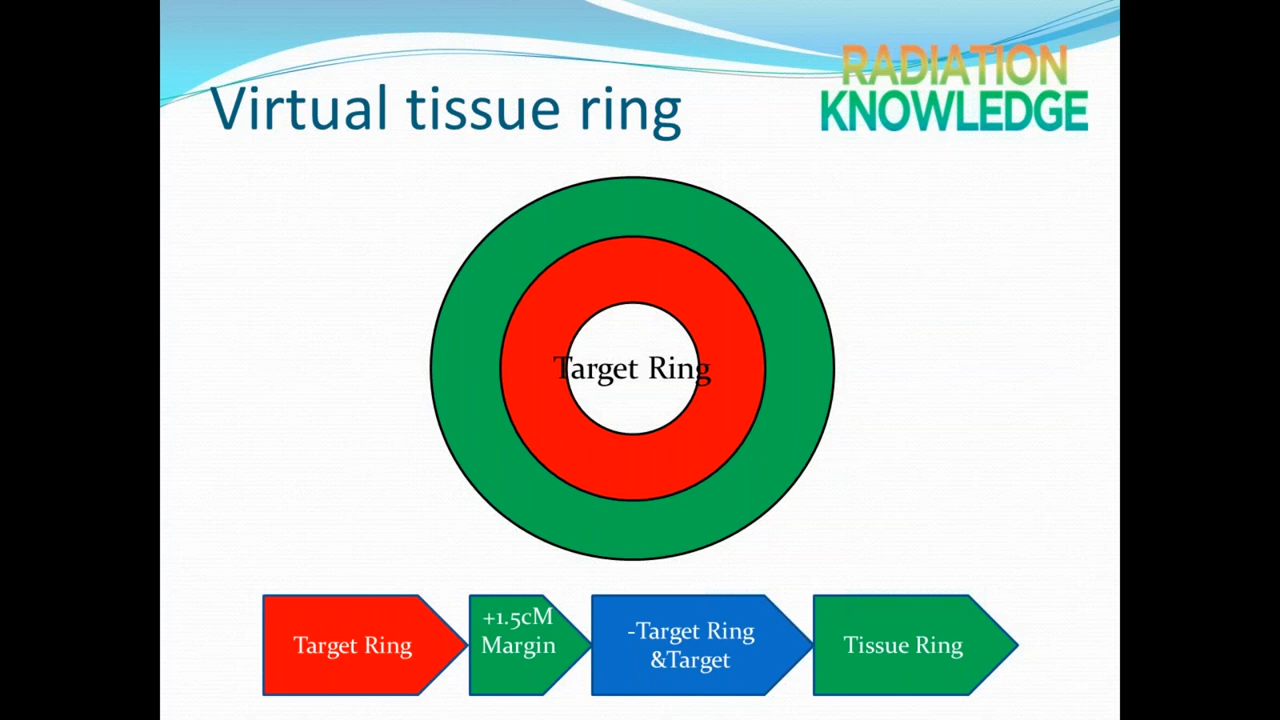 RADIATION
KNOWLEDGE
Virtual tissue ring
Target Ring
Target Ring
+1.5cM
Margin
-Target Ring
&Target
Tissue Ring